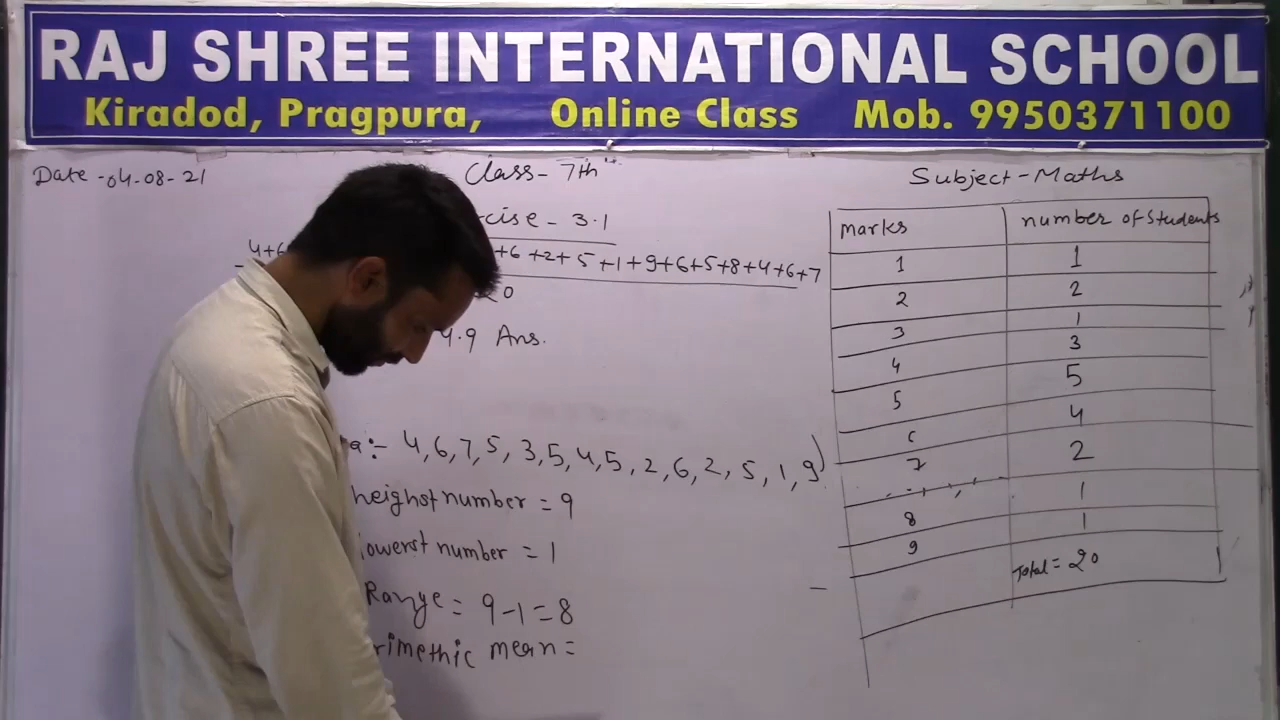 RAJ SHREE INTERNATIONAL SCHOOL
Kiradod, Pragpura, Online Class Mob. 9950371100
Date -04-08-21
Class- 7th
Subject-Maths
cise - 3.1
4+6
+6 +2+5+1+9+6+5+8+4+6+7
20
4.9 Ans.
a:- 4,6,7,5, 3,5,4,5, 2,6,2, 5, 1, 9)
heighst number = 9
lowerst number = 1
Range = 9-1=8
rimethic mean=
marks number of Students
1 1
2 2
3 1
4 3
5 5
6 4
7 2
8 1
9 1
Total = 20